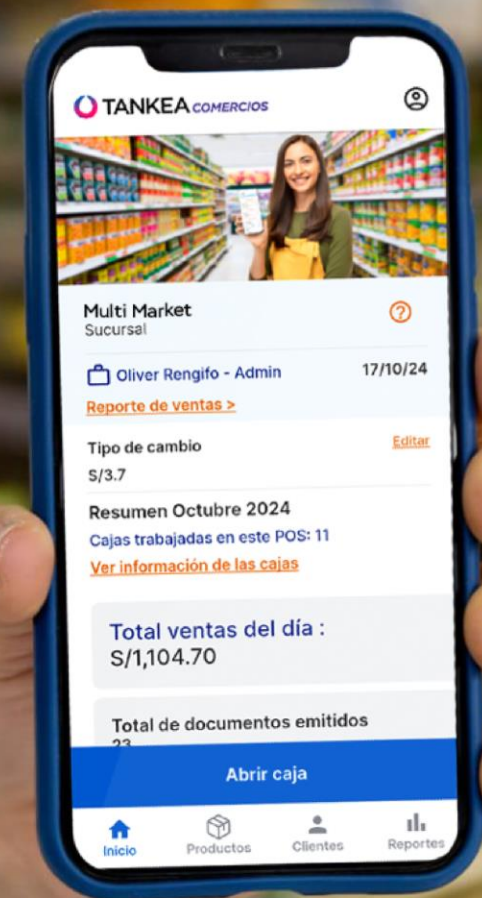 TANKEA COMERCIOS
Multi Market
Sucursal
Oliver Rengifo - Admin 17/10/24
Reporte de ventas >
Tipo de cambio Editar
S/3.7
Resumen Octubre 2024
Cajas trabajadas en este POS: 11
Ver información de las cajas
Total ventas del día :
S/1,104.70
Total de documentos emitidos
23
Abrir caja
Inicio Productos Clientes Reportes